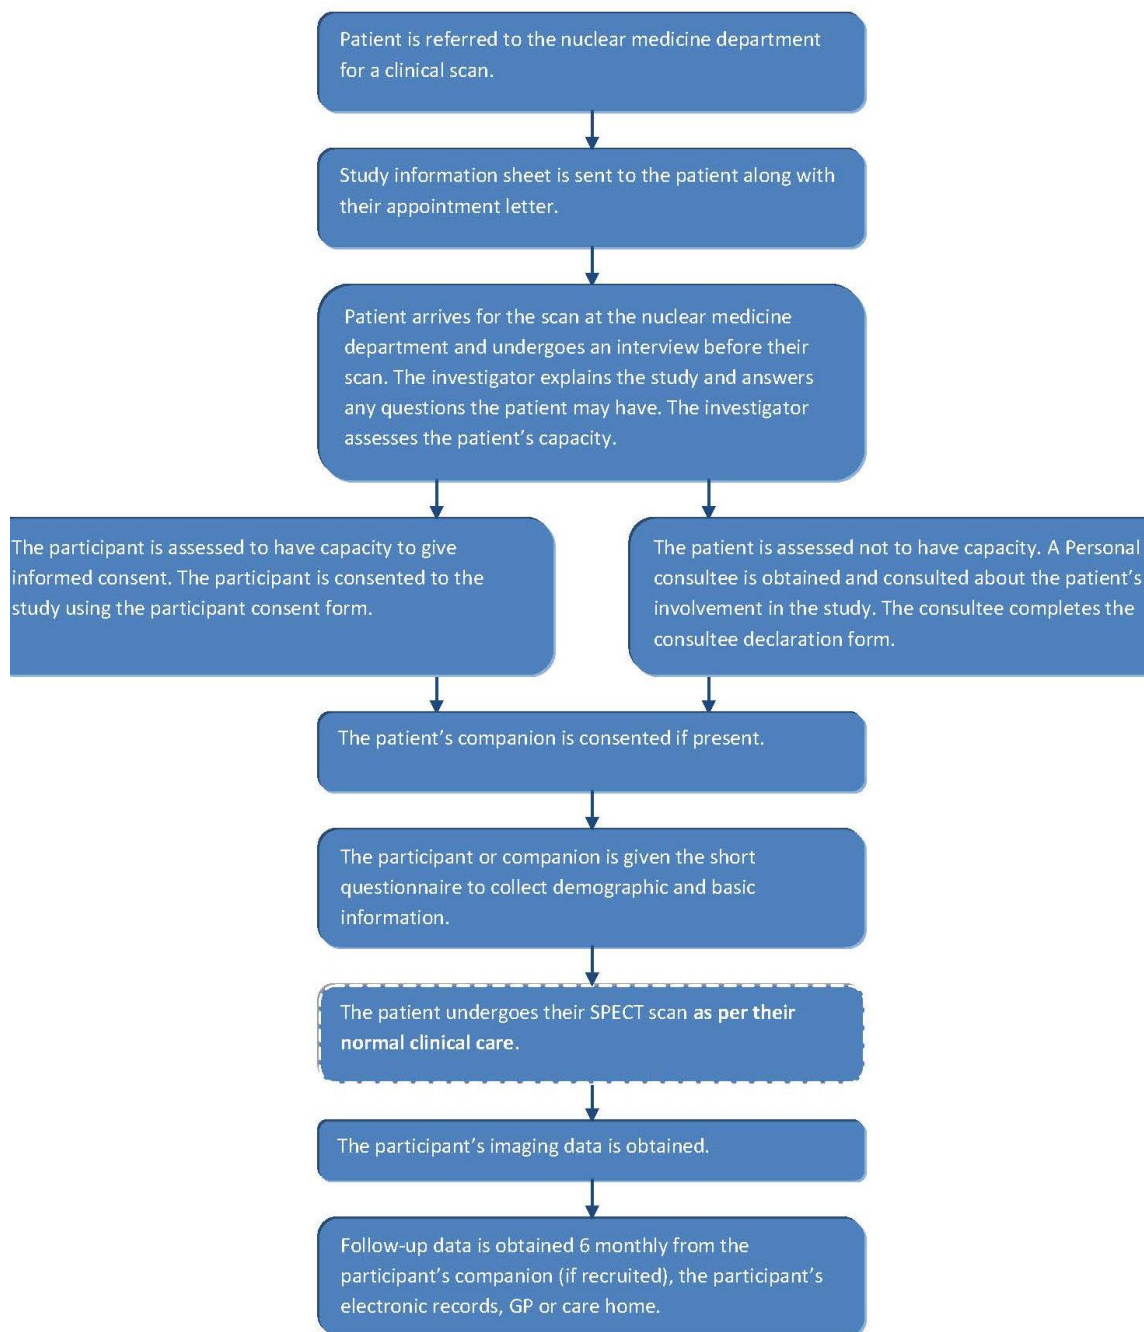 Patient is referred to the nuclear medicine department
for a clinical scan.
Study information sheet is sent to the patient along with
their appointment letter.
Patient arrives for the scan at the nuclear medicine
department and undergoes an interview before their
scan. The investigator explains the study and answers
any questions the patient may have. The investigator
assesses the patient’s capacity.
The participant is assessed to have capacity to give
informed consent. The participant is consented to the
study using the participant consent form.
The patient is assessed not to have capacity. A Personal
consultee is obtained and consulted about the patient’s
involvement in the study. The consultee completes the
consultee declaration form.
The patient’s companion is consented if present.
The participant or companion is given the short
questionnaire to collect demographic and basic
information.
The patient undergoes their SPECT scan as per their
normal clinical care.
The participant’s imaging data is obtained.
Follow-up data is obtained 6 monthly from the
participant’s companion (if recruited), the participant’s
electronic records, GP or care home.